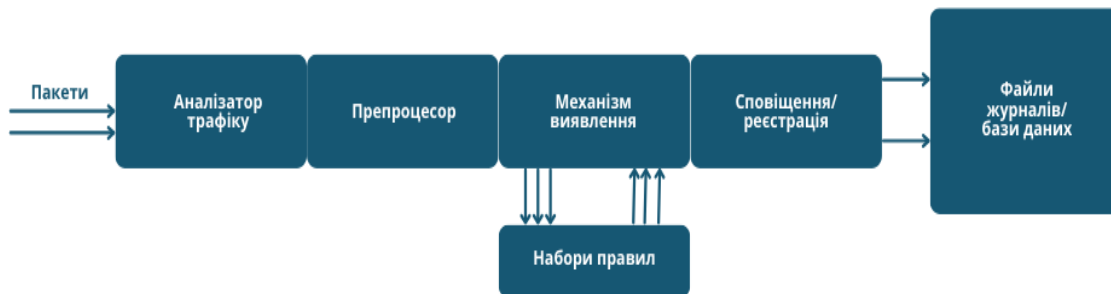 Пакети
Аналізатор
трафіку
Препроцесор
Механізм
виявлення
Сповіщення/
реєстрація
Файли
журналів/
бази даних
Набори правил